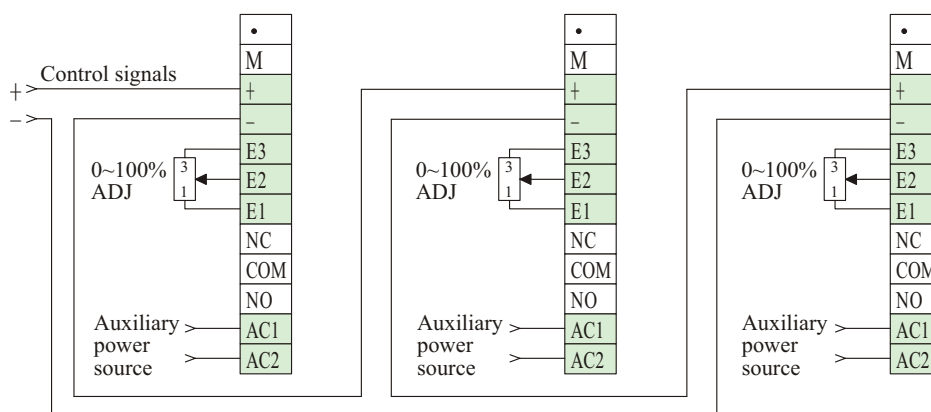 • • •
M M M
Control signals
+ + + +
– – – –
E3 E3 E3
0~100% 3 0~100% 3 0~100% 3
ADJ 1 E2 ADJ 1 E2 ADJ 1 E2
E1 E1 E1
NC NC NC
COM COM COM
NO NO NO
Auxiliary AC1 Auxiliary AC1 Auxiliary AC1
power power power
source AC2 source AC2 source AC2